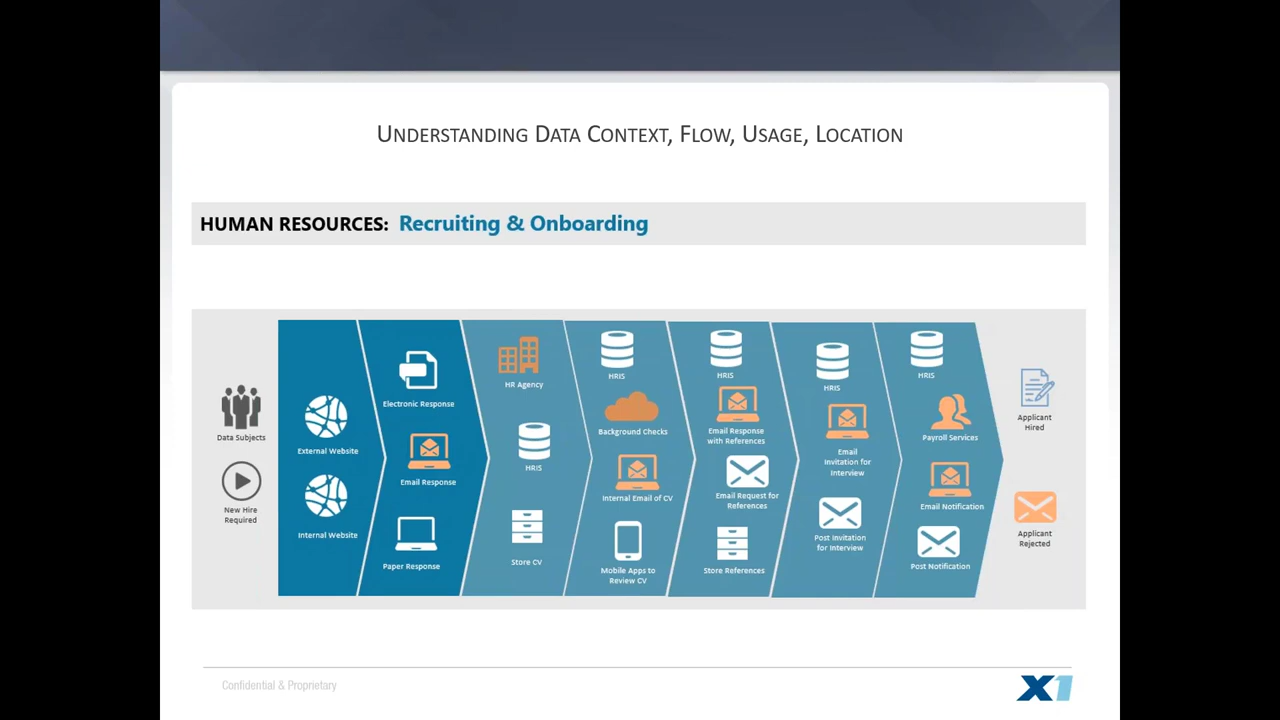 Understanding Data Context, Flow, Usage, Location
HUMAN RESOURCES: Recruiting & Onboarding
Data Subjects
New Hire
Required
External Website
Internal Website
Electronic Response
Email Response
Paper Response
HR Agency
HRIS
Store CV
HRIS
Background Checks
Internal Email of CV
Mobile Apps to
Review CV
HRIS
Email Response
with References
Email Request for
References
Store References
HRIS
Email
Invitation for
Interview
Post Invitation
for Interview
HRIS
Payroll Services
Email Notification
Post Notification
Applicant
Hired
Applicant
Rejected
Confidential & Proprietary
X1